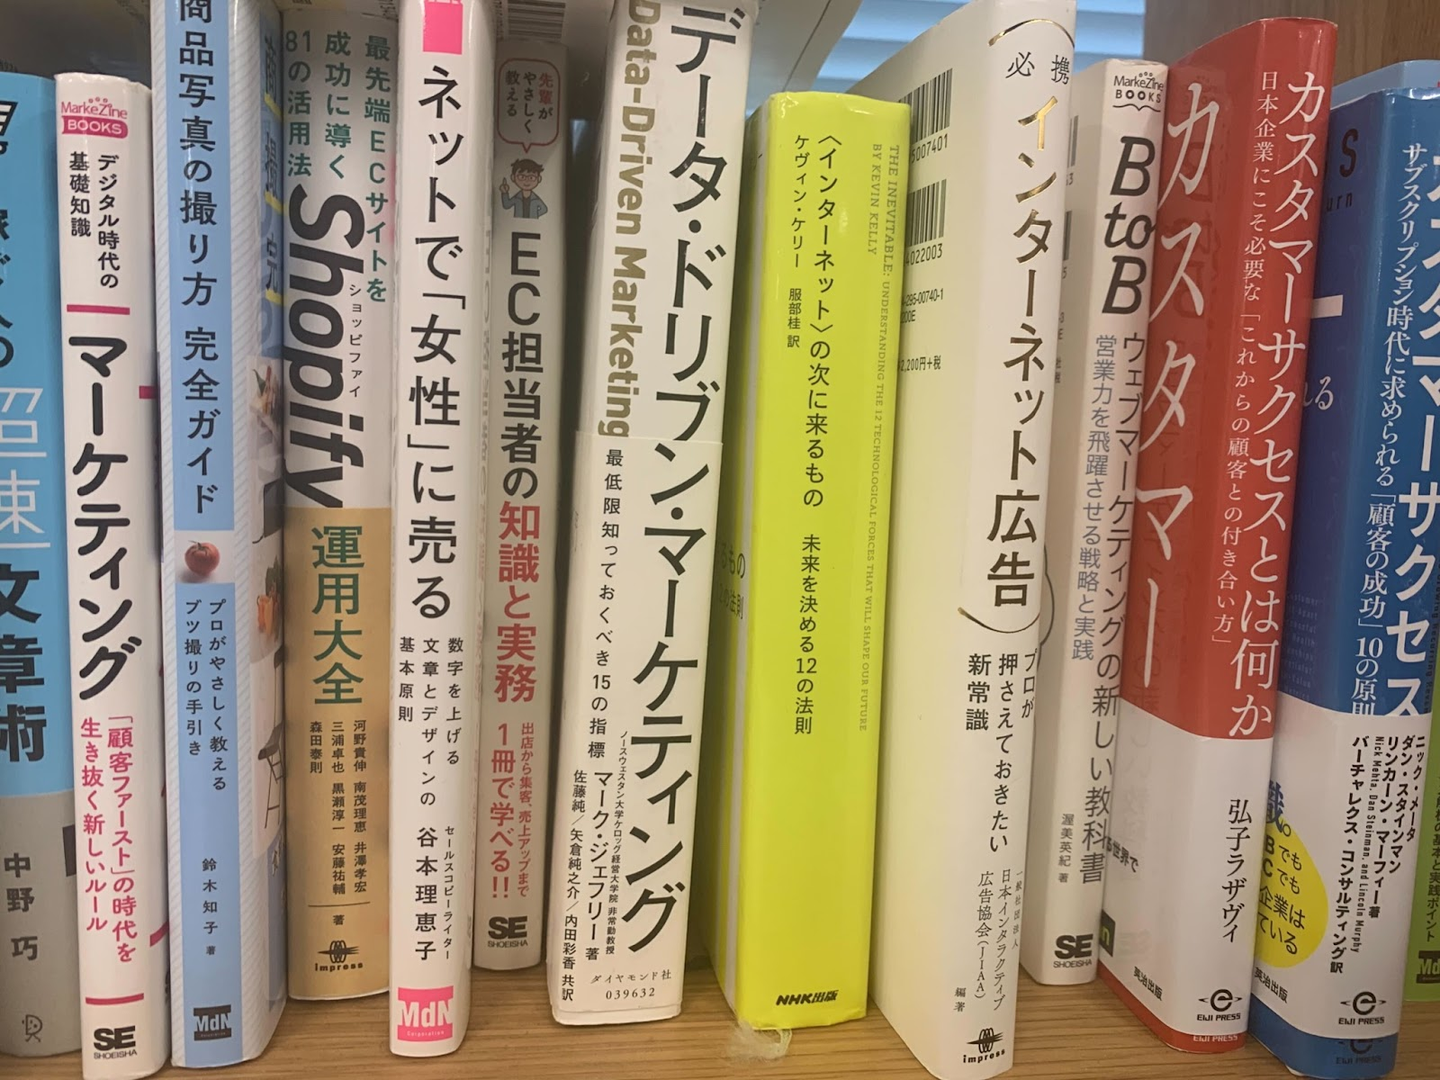 文章術
中野 巧
MarkeZine
BOOKS
デジタル時代の
基礎知識
マーケティング
「顧客ファースト」の時代を
生き抜く新しいルール
SE
SHOEISHA
商品写真の撮り方 完全ガイド
プロがやさしく教える
ブツ撮りの手引き
鈴木知子 著
MdN
最先端ECサイトを
成功に導く
81の活用法
Shopify
ショッピファイ
運用大全
河野貴伸 南茂理恵 井澤孝宏
三浦卓也 黒瀬淳一 安藤祐輔
森田泰則
著
impress
ネットで「女性」に売る
数字を上げる
文章とデザインの
基本原則
セールスコピーライター
谷本理恵子
MdN
Corporation
先輩が
やさしく
教える
EC担当者の知識と実務
出店から集客、売上アップまで
1冊で学べる!!
SE
SHOEISHA
データ・ドリブン・マーケティング
Data-Driven Marketing
最低限知っておくべき15の指標
ノースウェスタン大学ケロッグ経営大学院 非常勤教授
マーク・ジェフリー 著
佐藤純/矢倉純之介/内田彩香 共訳
ダイヤモンド社
039632
THE INEVITABLE: UNDERSTANDING THE 12 TECHNOLOGICAL FORCES THAT WILL SHAPE OUR FUTURE
BY KEVIN KELLY
〈インターネット〉の次に来るもの 未来を決める12の法則
ケヴィン・ケリー 服部桂 訳
NHK出版
必携
インターネット広告
プロが
押さえておきたい
新常識
一般社団法人
日本インタラクティブ
広告協会(JIAA)
編著
impress
MarkeZine
BOOKS
BtoB
ウェブマーケティングの新しい教科書
営業力を飛躍させる戦略と実践
渥美英紀 著
SE
SHOEISHA
カスタマーサクセスとは何か
日本企業にこそ必要な「これからの顧客との付き合い方」
カスタマー
弘子ラザヴィ
英治出版
EIJI PRESS
カスタマーサクセス
サブスクリプション時代に求められる「顧客の成功」10の原則
ニック・メータ
ダン・スタインマン
リンカーン・マーフィー 著
Nick Mehta, Dan Steinman, and Lincoln Murphy
バーチャレクス・コンサルティング 訳
英治出版
EIJI PRESS